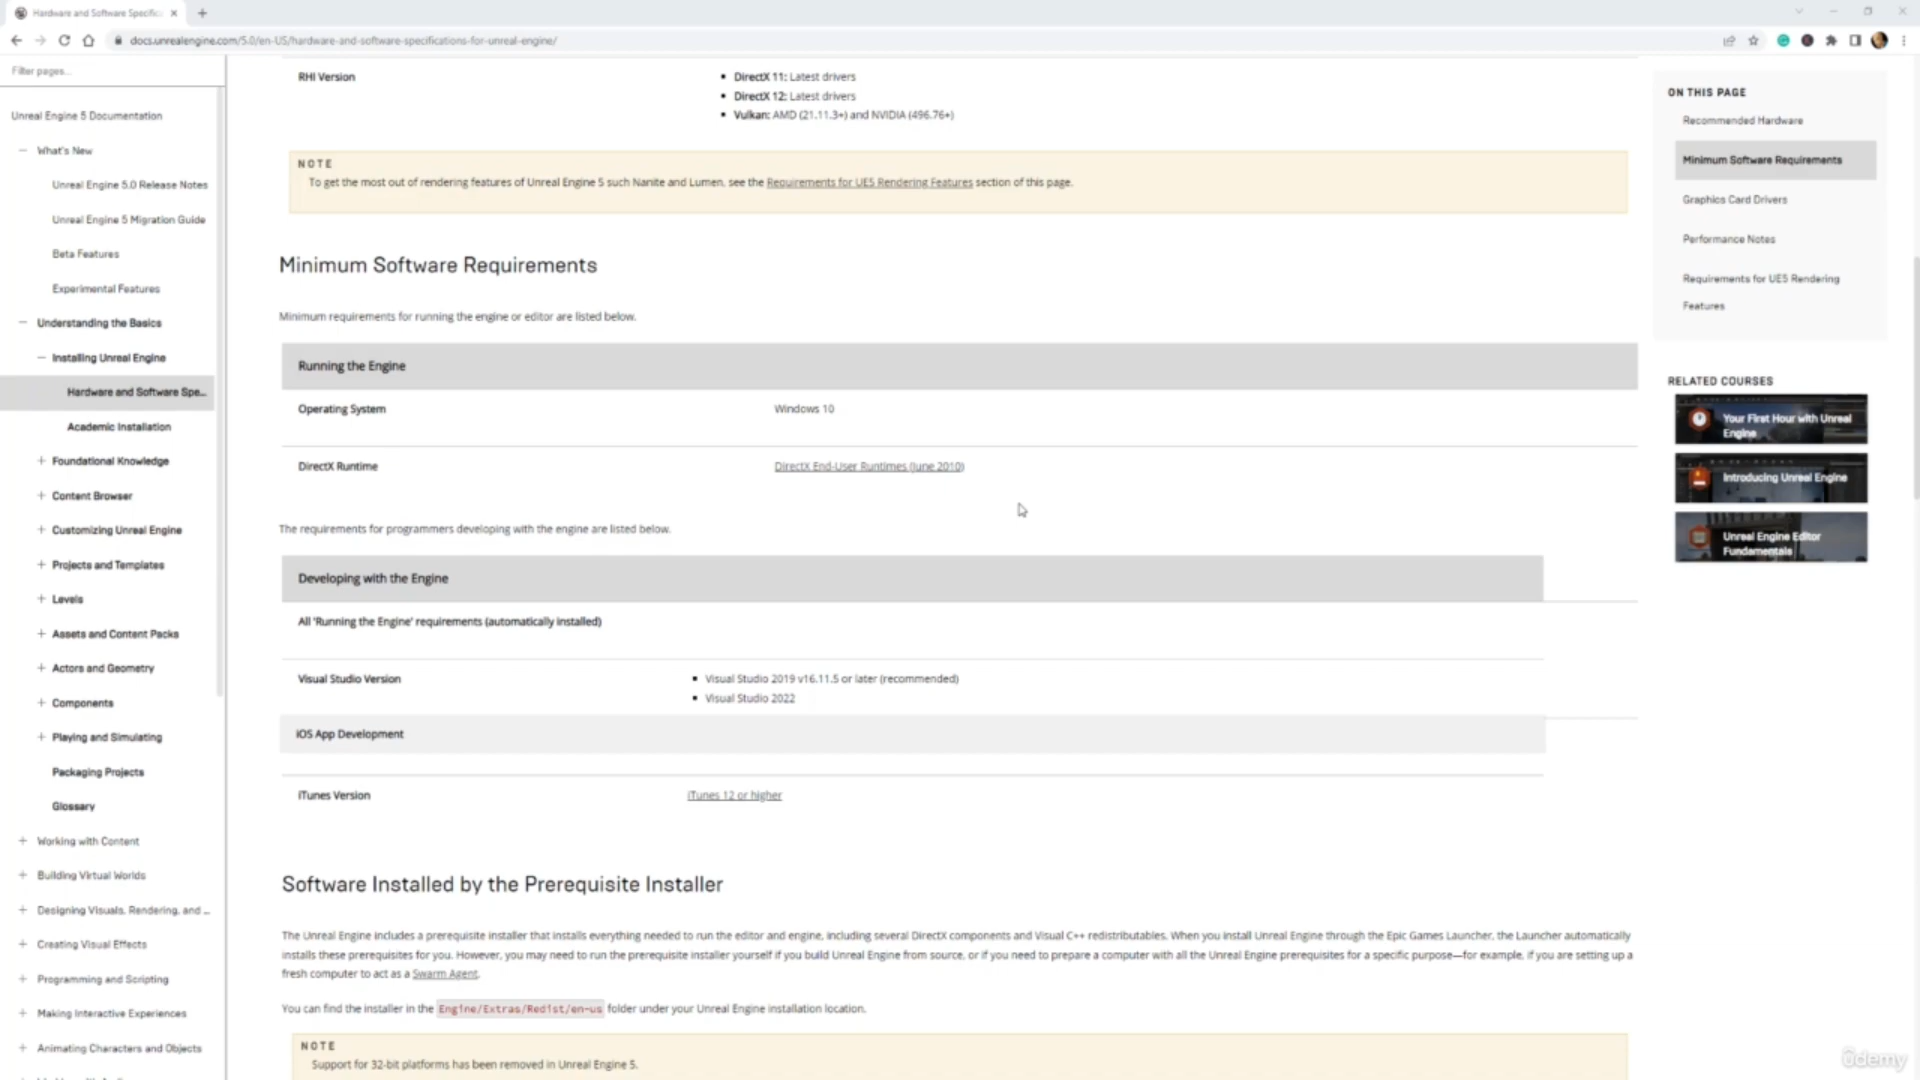 Hardware and Software Specific
docs.unrealengine.com/5.0/en-US/hardware-and-software-specifications-for-unreal-engine/
Filter pages...
Unreal Engine 5 Documentation
What's New
Unreal Engine 5.0 Release Notes
Unreal Engine 5 Migration Guide
Beta Features
Experimental Features
Understanding the Basics
Installing Unreal Engine
Hardware and Software Spe...
Academic Installation
Foundational Knowledge
Content Browser
Customizing Unreal Engine
Projects and Templates
Levels
Assets and Content Packs
Actors and Geometry
Components
Playing and Simulating
Packaging Projects
Glossary
Working with Content
Building Virtual Worlds
Designing Visuals, Rendering, and ...
Creating Visual Effects
Programming and Scripting
Making Interactive Experiences
Animating Characters and Objects
RHI Version
DirectX 11: Latest drivers
DirectX 12: Latest drivers
Vulkan: AMD (21.11.3+) and NVIDIA (496.76+)
NOTE
To get the most out of rendering features of Unreal Engine 5 such Nanite and Lumen, see the Requirements for UE5 Rendering Features section of this page.
Minimum Software Requirements
Minimum requirements for running the engine or editor are listed below.
Running the Engine
Operating System Windows 10
DirectX Runtime DirectX End-User Runtimes (June 2010)
The requirements for programmers developing with the engine are listed below.
Developing with the Engine
All 'Running the Engine' requirements (automatically installed)
Visual Studio Version
Visual Studio 2019 v16.11.5 or later (recommended)
Visual Studio 2022
iOS App Development
iTunes Version iTunes 12 or higher
Software Installed by the Prerequisite Installer
The Unreal Engine includes a prerequisite installer that installs everything needed to run the editor and engine, including several DirectX components and Visual C++ redistributables. When you install Unreal Engine through the Epic Games Launcher, the Launcher automatically
installs these prerequisites for you. However, you may need to run the prerequisite installer yourself if you build Unreal Engine from source, or if you need to prepare a computer with all the Unreal Engine prerequisites for a specific purpose—for example, if you are setting up a
fresh computer to act as a Swarm Agent.
You can find the installer in the Engine/Extras/Redist/en-us folder under your Unreal Engine installation location.
NOTE
Support for 32-bit platforms has been removed in Unreal Engine 5.
ON THIS PAGE
Recommended Hardware
Minimum Software Requirements
Graphics Card Drivers
Performance Notes
Requirements for UE5 Rendering
Features
RELATED COURSES
Your First Hour with Unreal
Engine
Introducing Unreal Engine
Unreal Engine Editor
Fundamentals
ûdemy